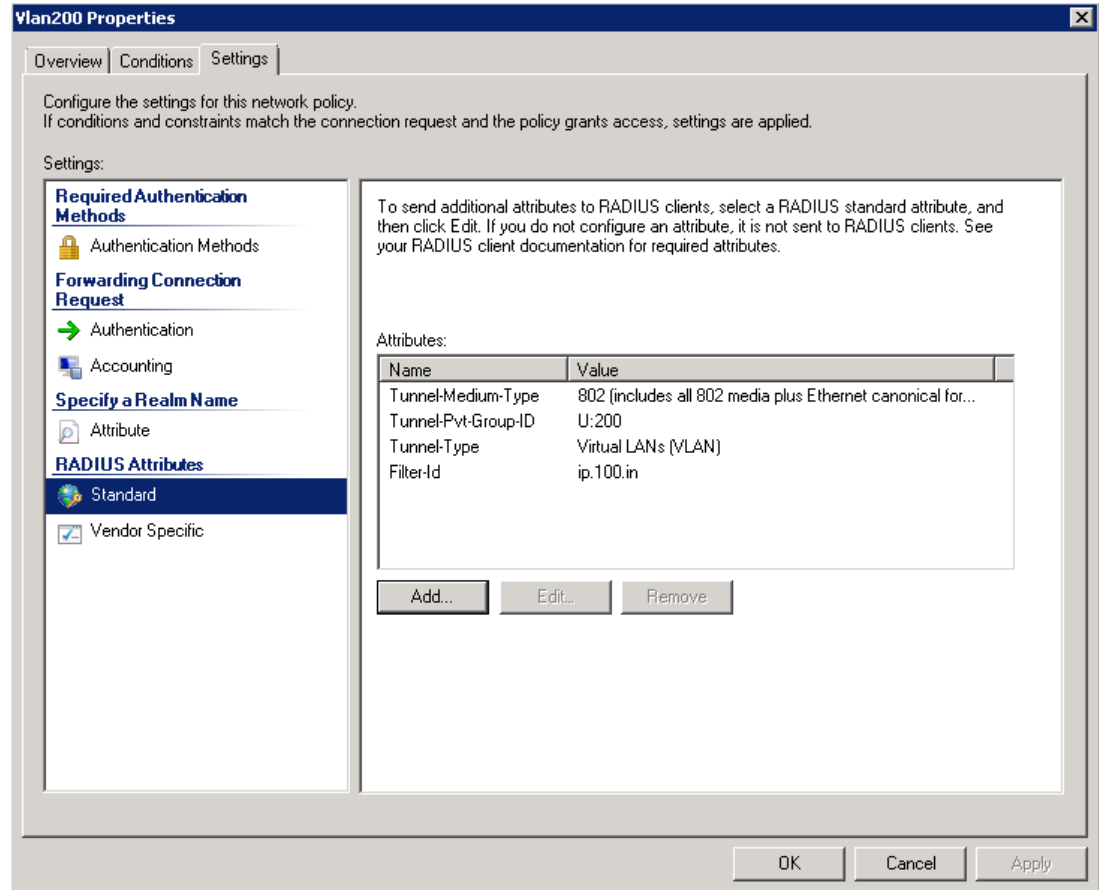 Vlan200 Properties
Overview
Conditions
Settings
Configure the settings for this network policy.
If conditions and constraints match the connection request and the policy grants access, settings are applied.
Settings:
Required Authentication
Methods
Authentication Methods
Forwarding Connection
Request
Authentication
Accounting
Specify a Realm Name
Attribute
RADIUS Attributes
Standard
Vendor Specific
To send additional attributes to RADIUS clients, select a RADIUS standard attribute, and
then click Edit. If you do not configure an attribute, it is not sent to RADIUS clients. See
your RADIUS client documentation for required attributes.
Attributes:
Name Value
Tunnel-Medium-Type 802 (includes all 802 media plus Ethernet canonical for...
Tunnel-Pvt-Group-ID U:200
Tunnel-Type Virtual LANs (VLAN)
Filter-Id ip.100.in
Add... Edit... Remove
OK Cancel Apply